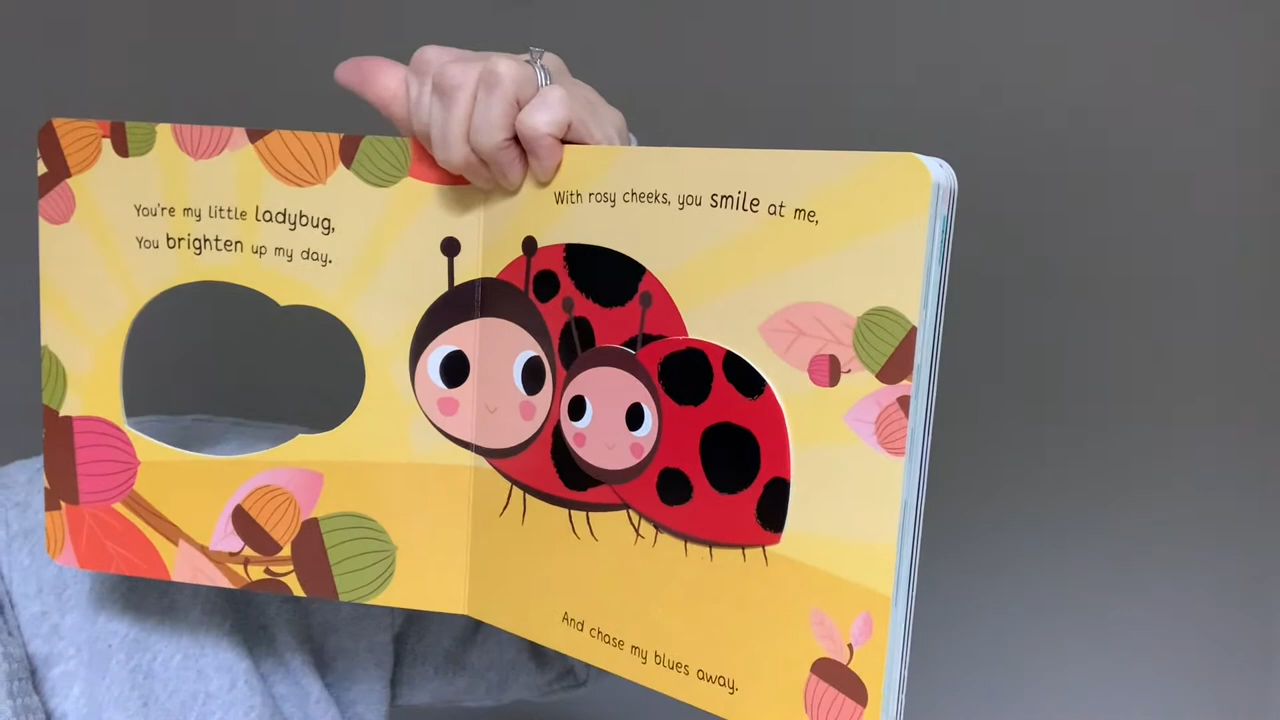 You're my little ladybug,
You brighten up my day.
With rosy cheeks, you smile at me,
And chase my blues away.